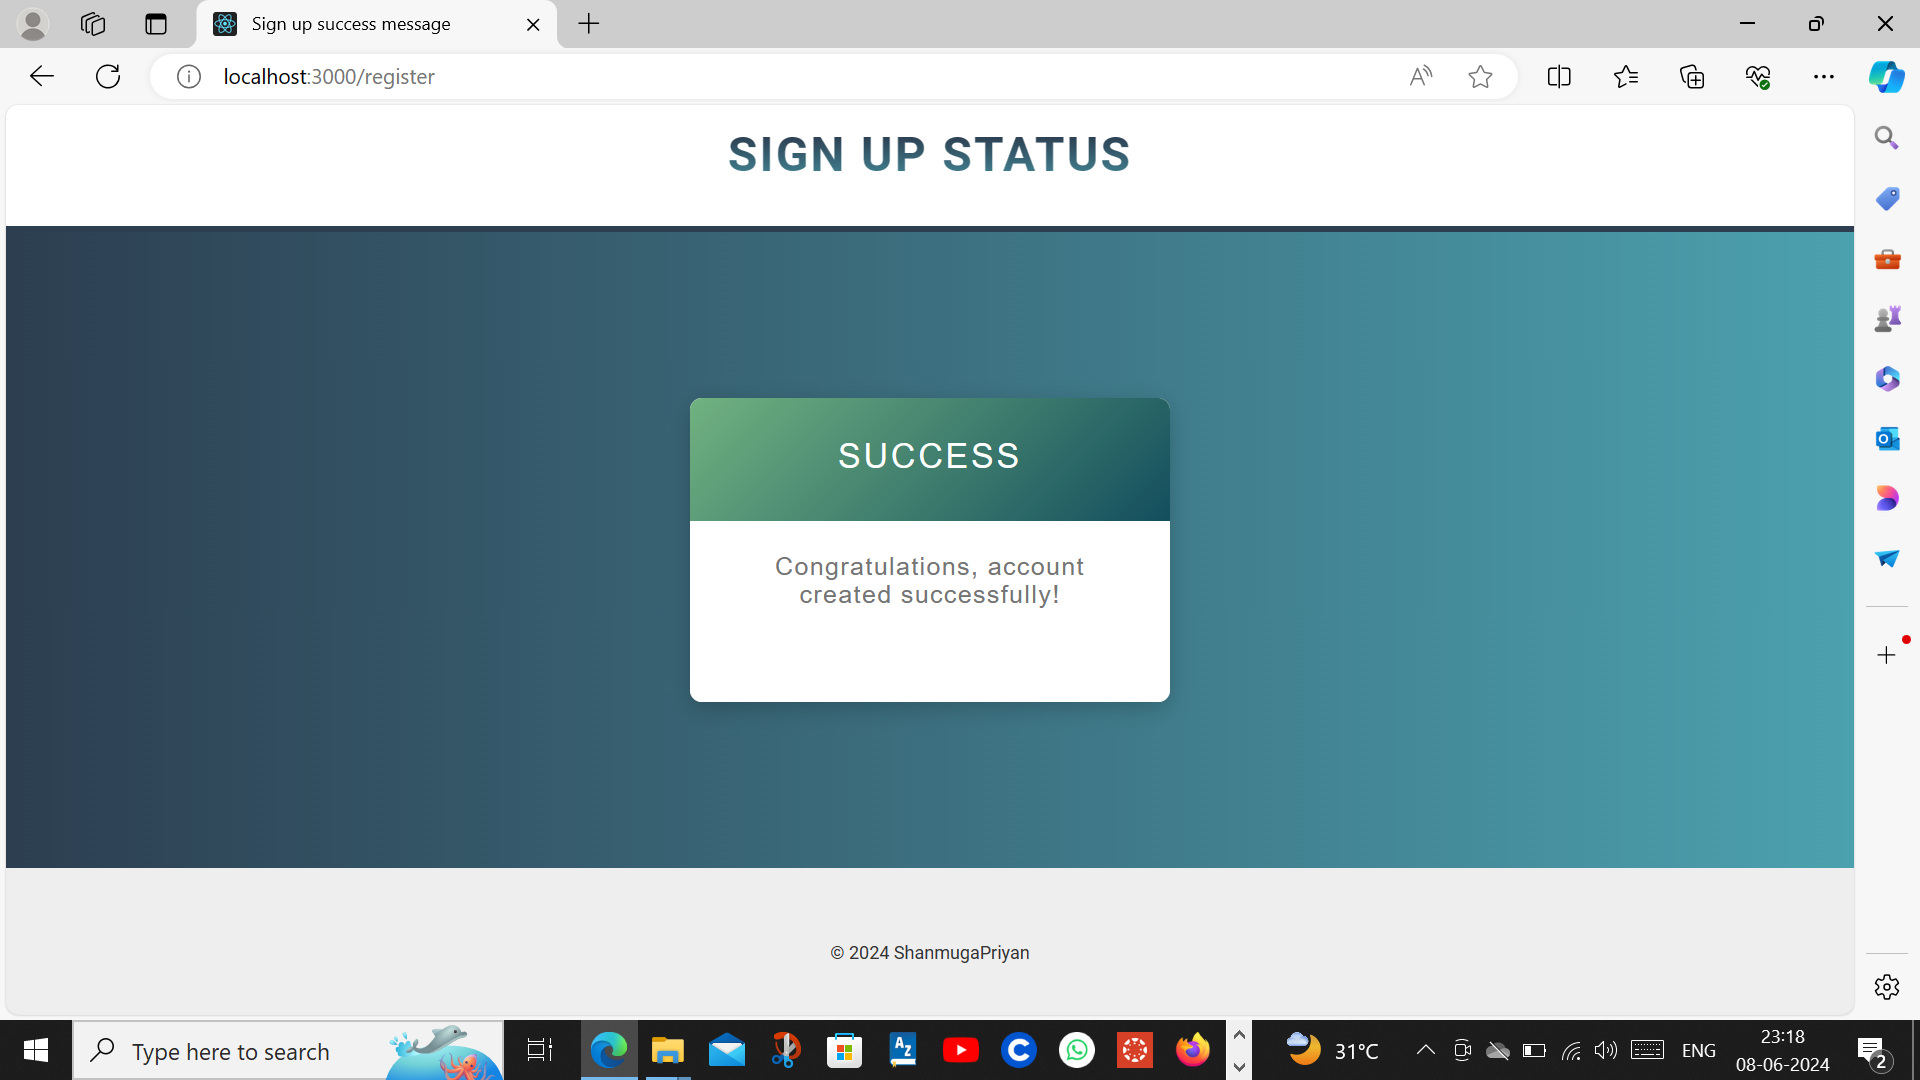 Sign up success message
localhost:3000/register
SIGN UP STATUS
SUCCESS
Congratulations, account
created successfully!
© 2024 ShanmugaPriyan
Type here to search
31°C
ENG
23:18
08-06-2024
2